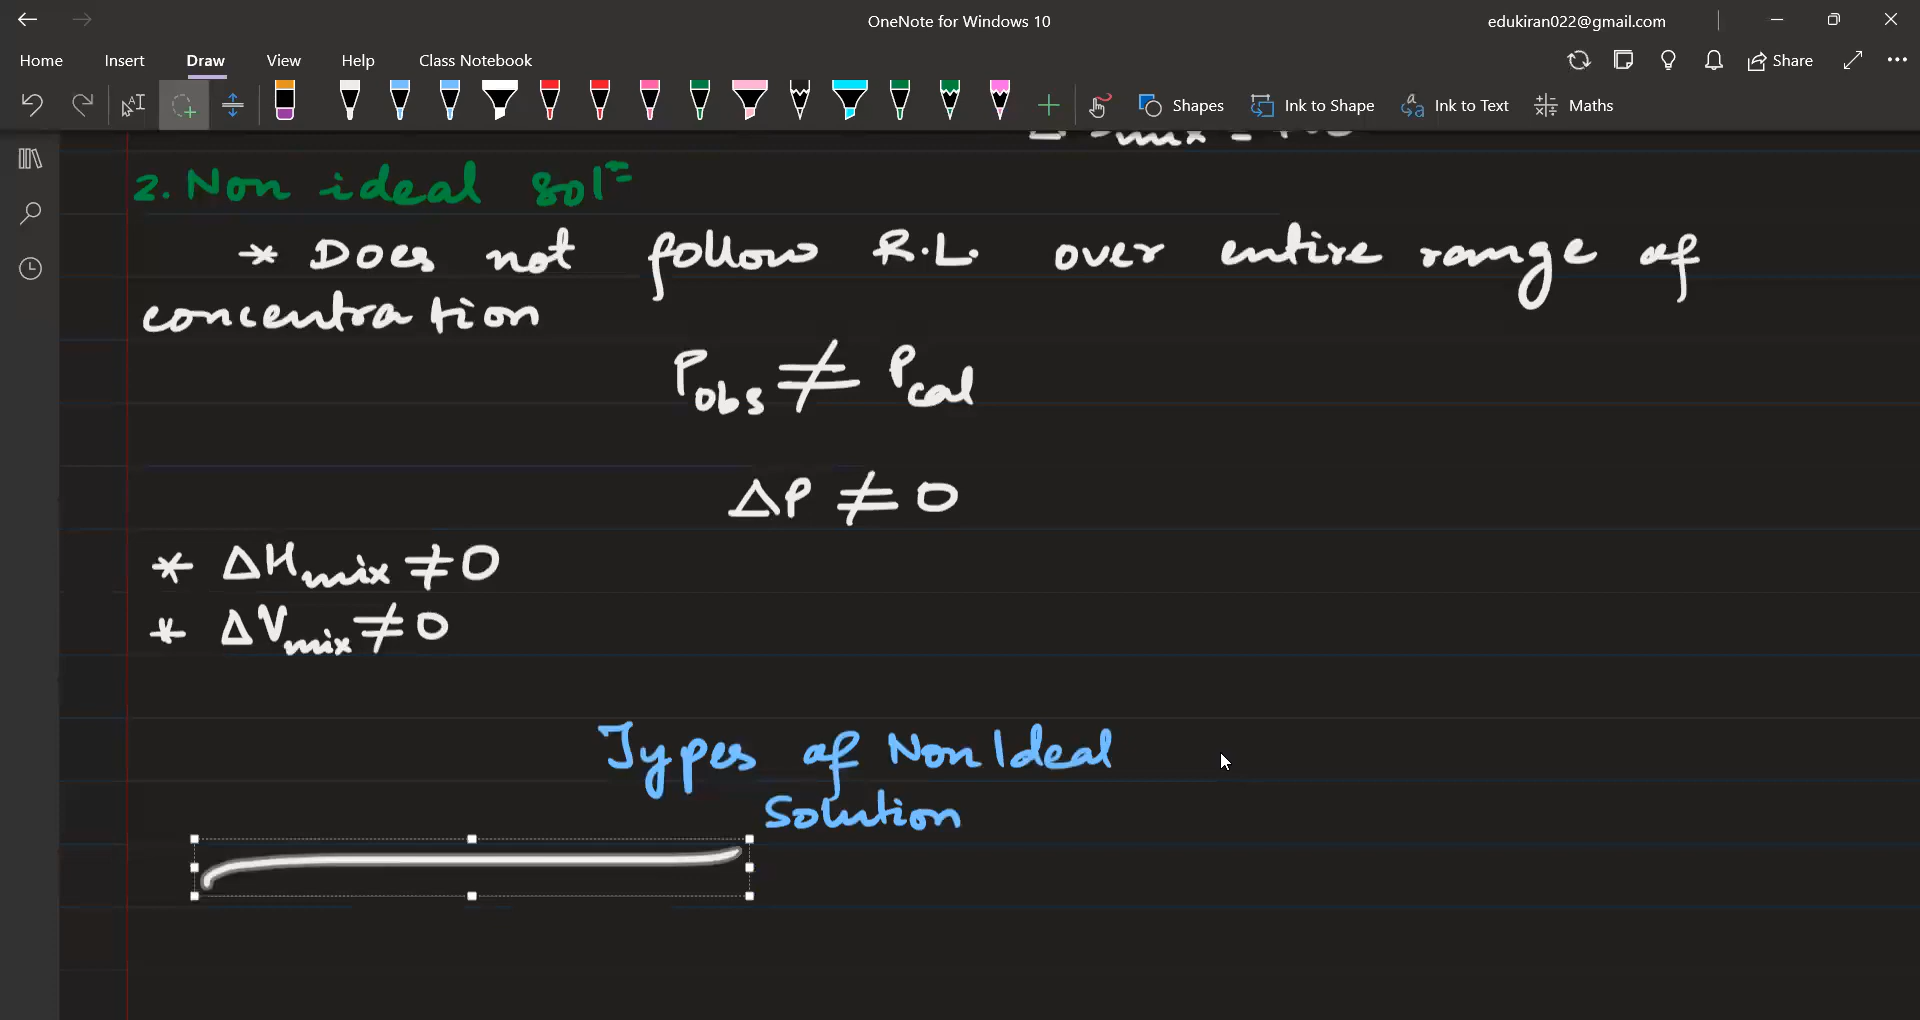 OneNote for Windows 10
edukiran022@gmail.com
Home Insert Draw View Help Class Notebook
Share
Shapes Ink to Shape Ink to Text Maths
2. Non ideal solⁿ
* Does not follow R.L. over entire range of
concentration
Pobs ≠ Pcal
ΔP ≠ 0
* ΔHmix ≠ 0
* ΔVmix ≠ 0
Types of Non Ideal
Solution